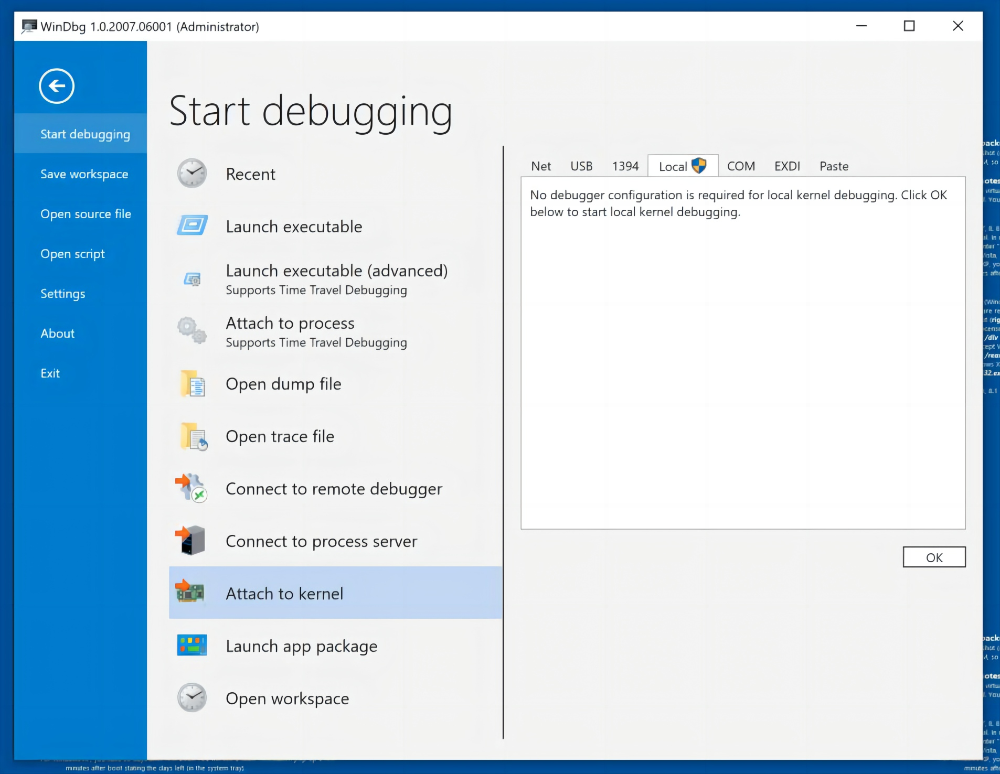 WinDbg 1.0.2007.06001 (Administrator)
Start debugging
Save workspace
Open source file
Open script
Settings
About
Exit
Start debugging
Recent
Launch executable
Launch executable (advanced)
Supports Time Travel Debugging
Attach to process
Supports Time Travel Debugging
Open dump file
Open trace file
Connect to remote debugger
Connect to process server
Attach to kernel
Launch app package
Open workspace
Net USB 1394 Local COM EXDI Paste
No debugger configuration is required for local kernel debugging. Click OK
below to start local kernel debugging.
OK
minutes after boot stating the days left (in the system tray)